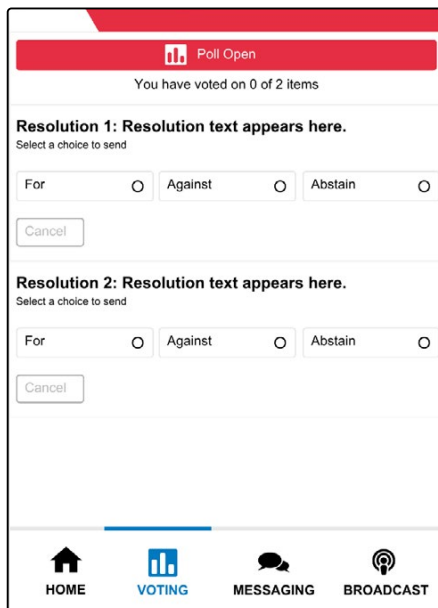 Poll Open
You have voted on 0 of 2 items
Resolution 1: Resolution text appears here.
Select a choice to send
For Against Abstain
Cancel
Resolution 2: Resolution text appears here.
Select a choice to send
For Against Abstain
Cancel
HOME VOTING MESSAGING BROADCAST